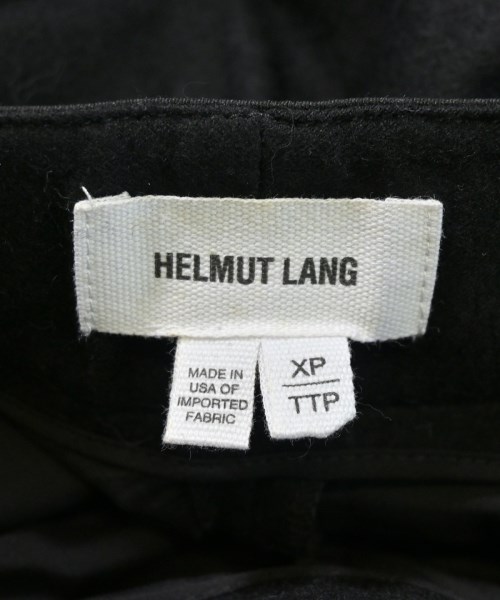 HELMUT LANG
MADE IN
USA OF
IMPORTED
FABRIC
XP
TTP